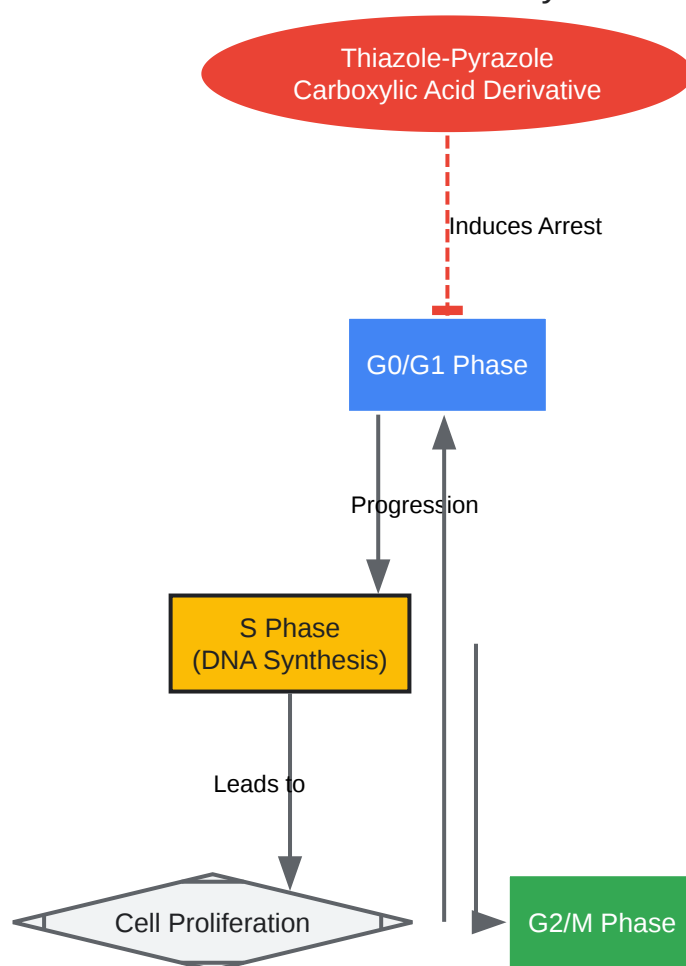 Thiazole-Pyrazole
Carboxylic Acid Derivative
Induces Arrest
G0/G1 Phase
Progression
S Phase
(DNA Synthesis)
Leads to
Cell Proliferation
G2/M Phase